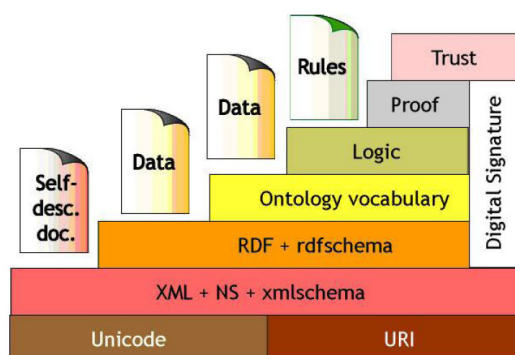 Trust
Rules
Proof
Data
Logic
Data
Digital Signature
Self-
desc.
doc.
Ontology vocabulary
RDF + rdfschema
XML + NS + xmlschema
Unicode
URI